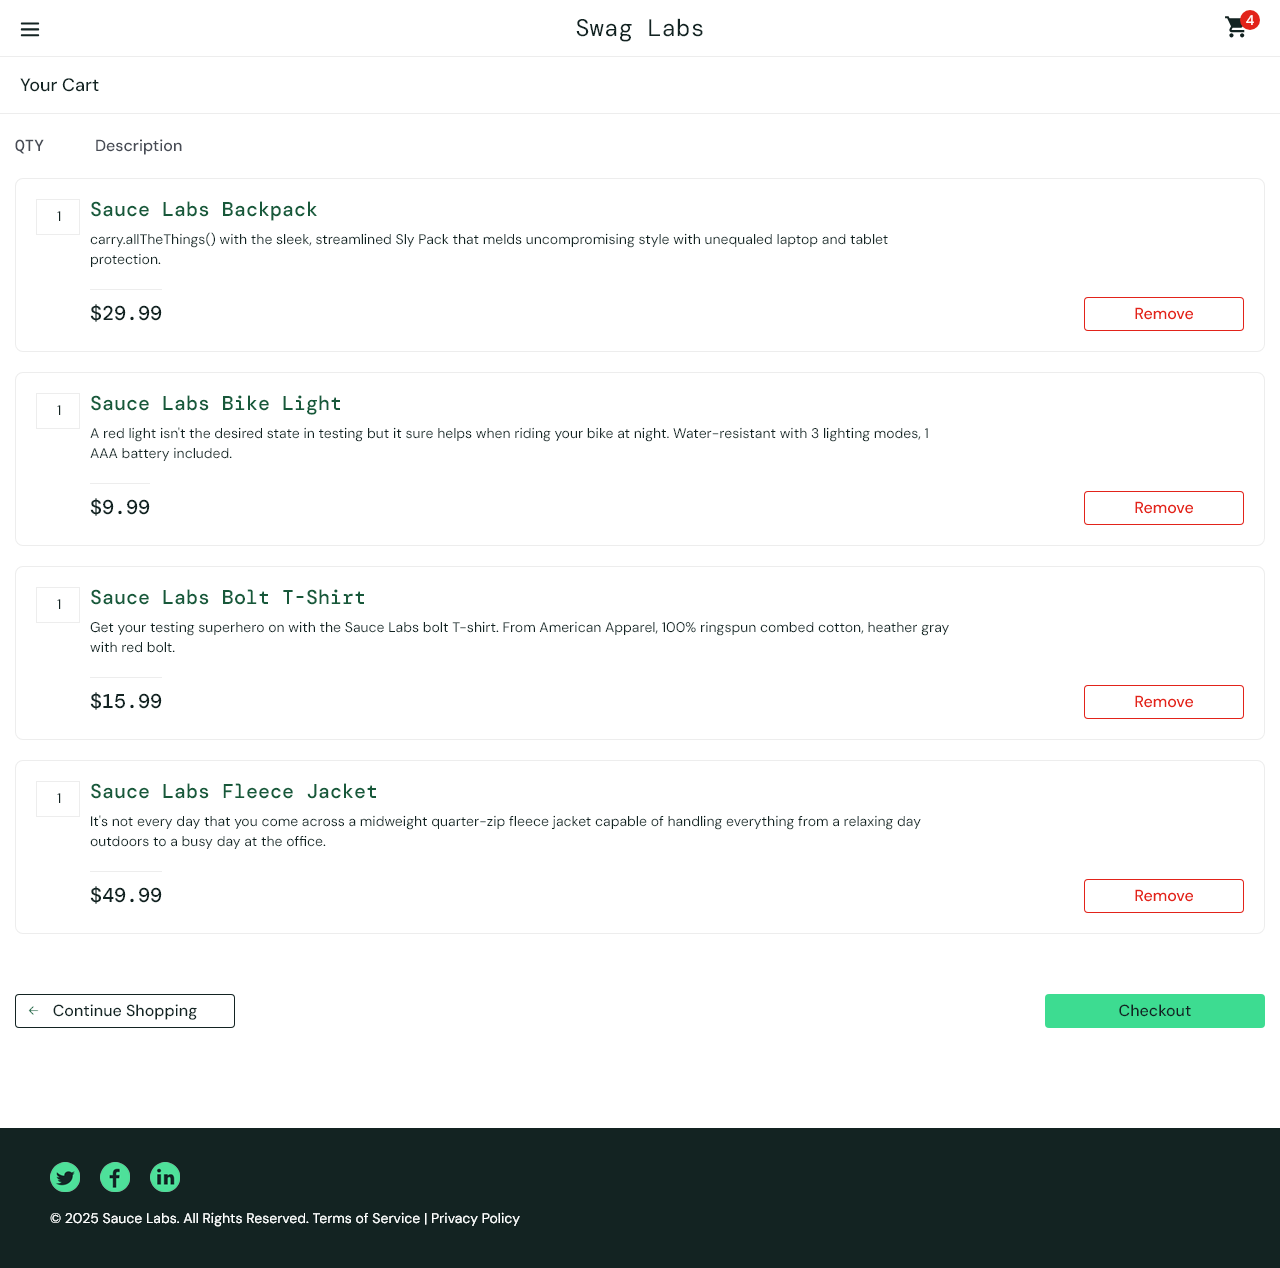 Swag Labs
4
Your Cart
QTY Description
1 Sauce Labs Backpack
carry.allTheThings() with the sleek, streamlined Sly Pack that melds uncompromising style with unequaled laptop and tablet
protection.
$29.99 Remove
1 Sauce Labs Bike Light
A red light isn't the desired state in testing but it sure helps when riding your bike at night. Water-resistant with 3 lighting modes, 1
AAA battery included.
$9.99 Remove
1 Sauce Labs Bolt T-Shirt
Get your testing superhero on with the Sauce Labs bolt T-shirt. From American Apparel, 100% ringspun combed cotton, heather gray
with red bolt.
$15.99 Remove
1 Sauce Labs Fleece Jacket
It's not every day that you come across a midweight quarter-zip fleece jacket capable of handling everything from a relaxing day
outdoors to a busy day at the office.
$49.99 Remove
Continue Shopping Checkout
© 2025 Sauce Labs. All Rights Reserved. Terms of Service | Privacy Policy